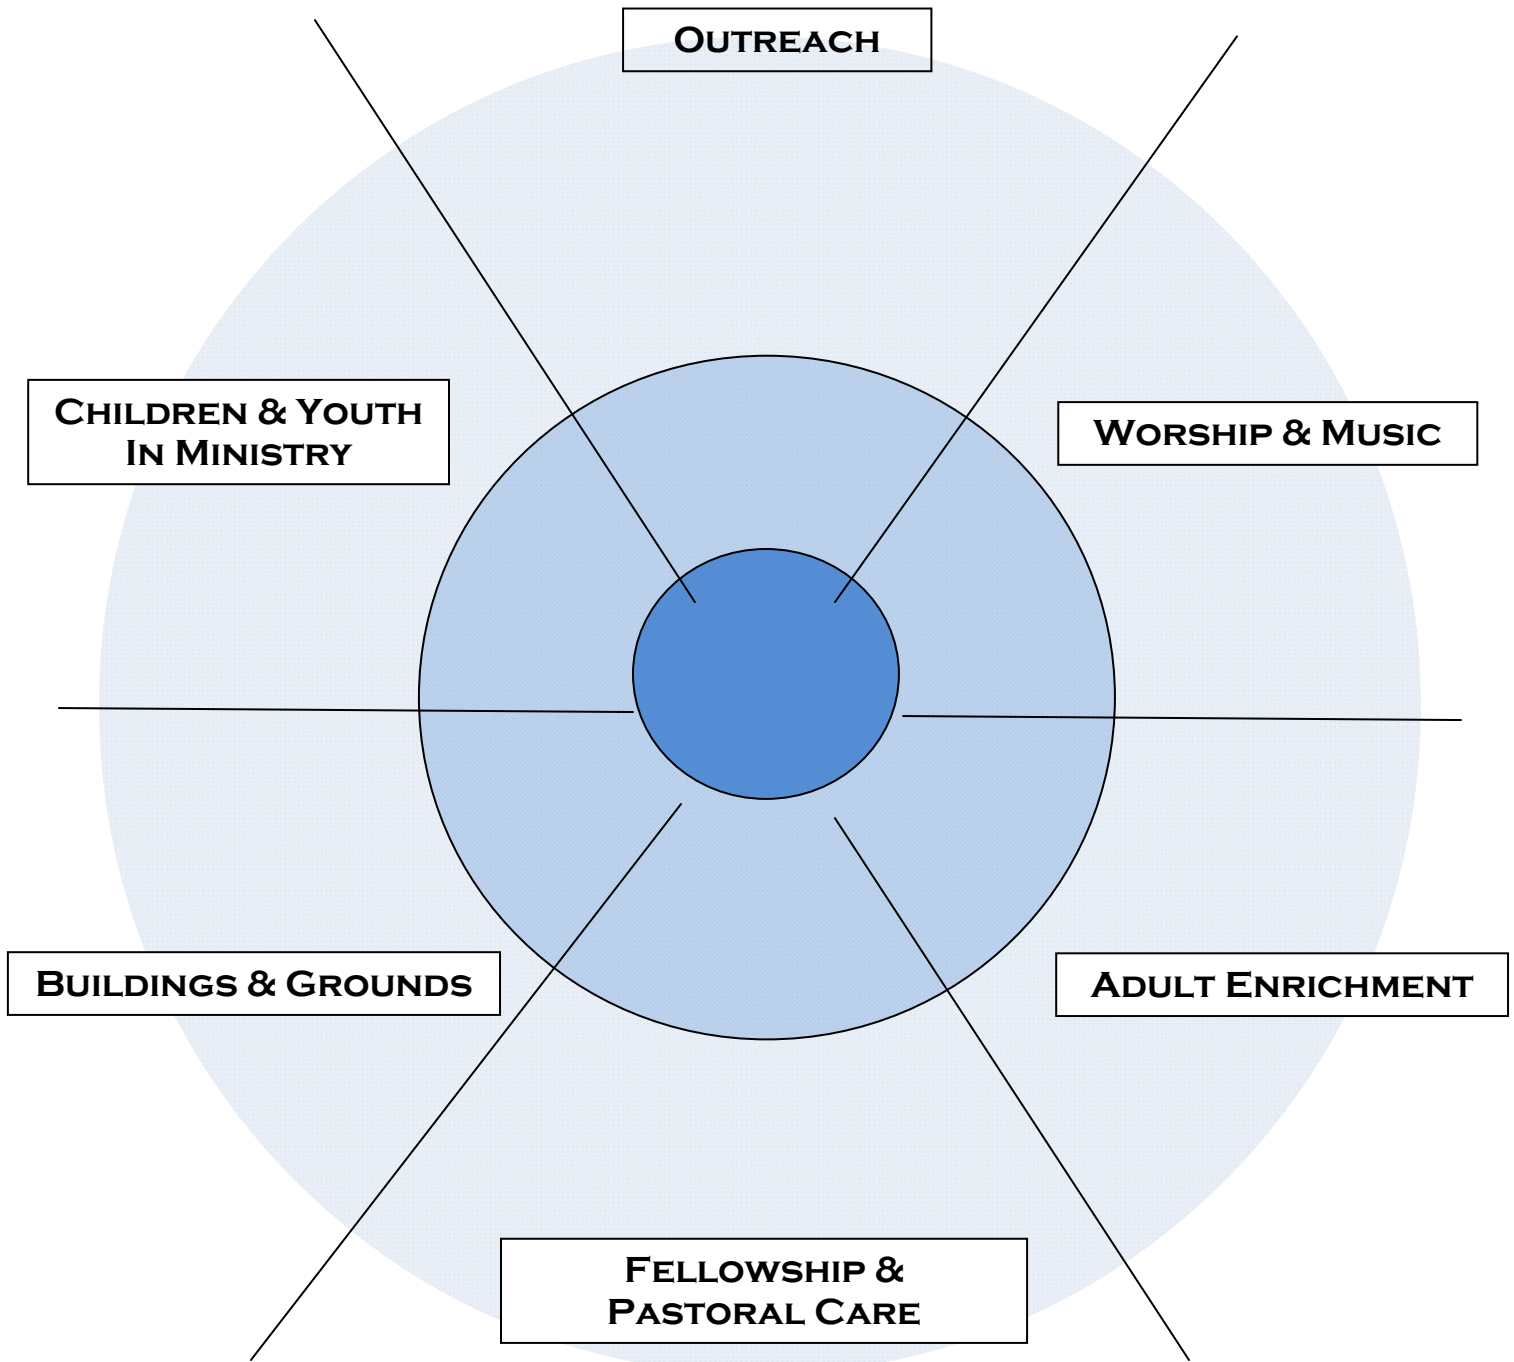 OUTREACH
CHILDREN & YOUTH
IN MINISTRY
WORSHIP & MUSIC
BUILDINGS & GROUNDS
ADULT ENRICHMENT
FELLOWSHIP &
PASTORAL CARE